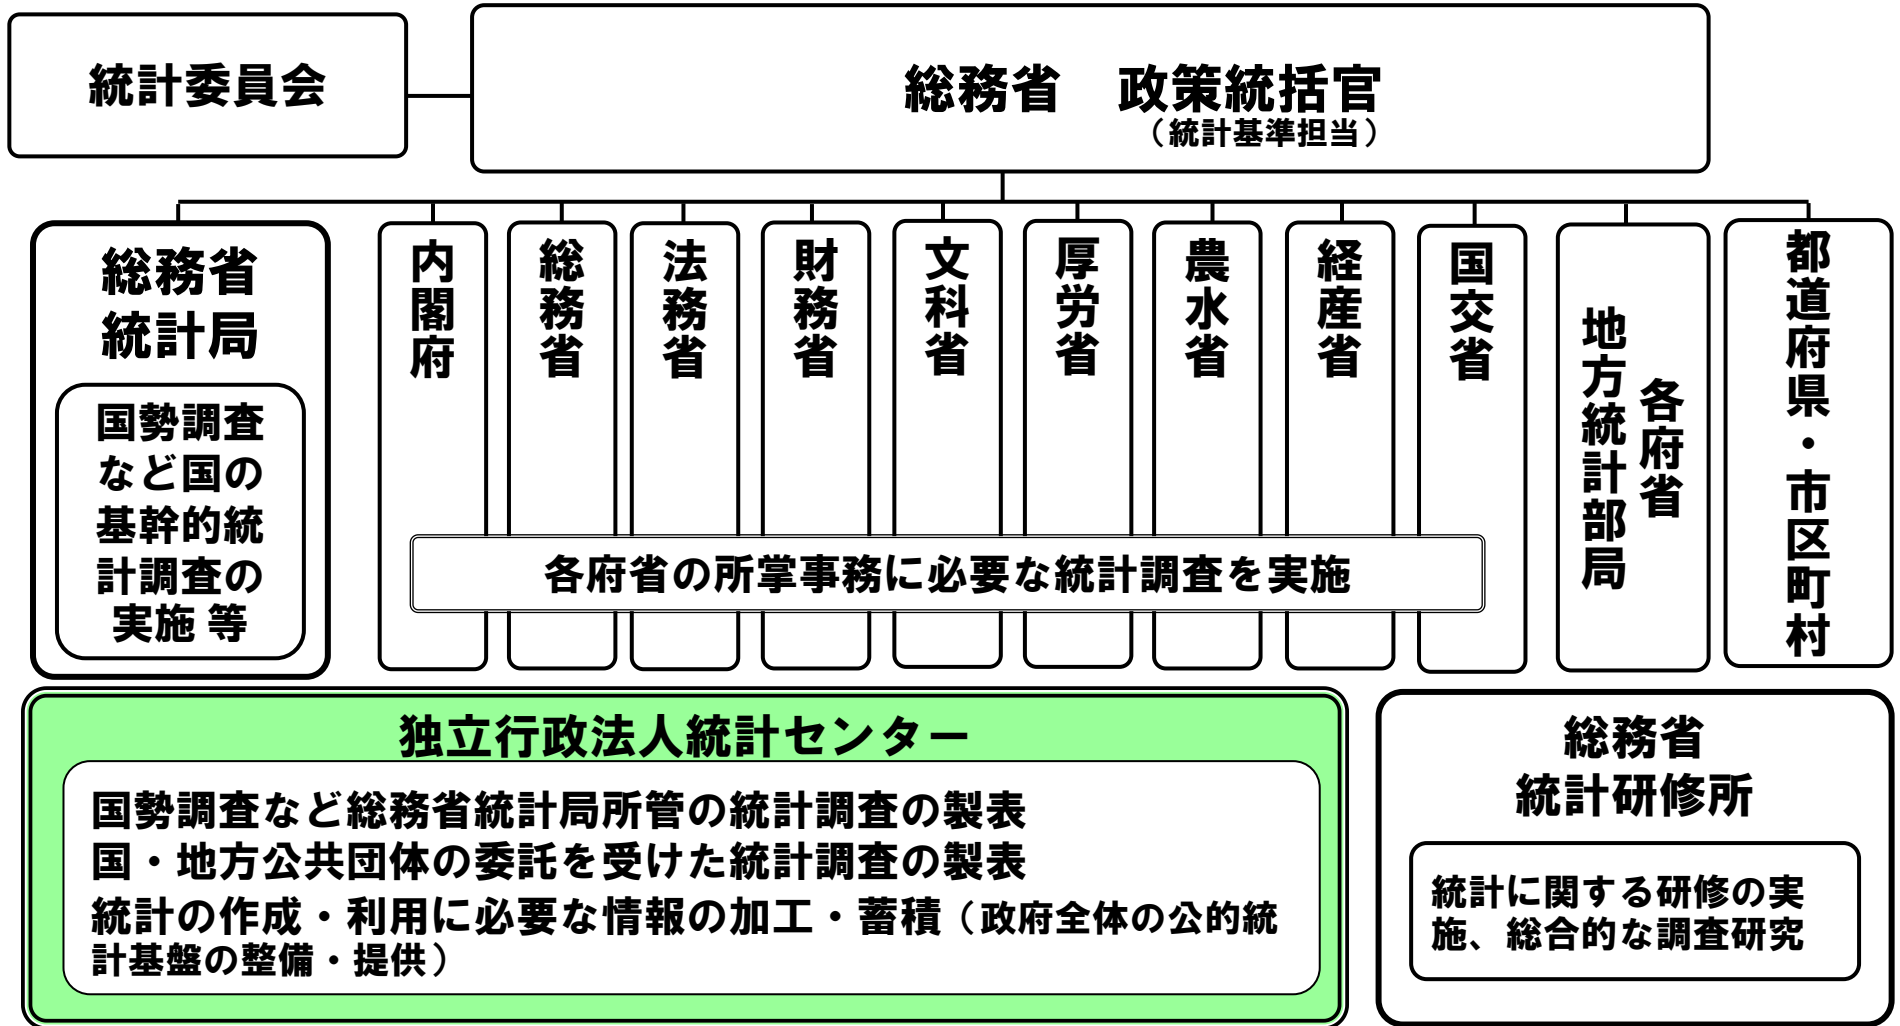 統計委員会
総務省　政策統括官
（統計基準担当）
総務省
統計局
国勢調査
など国の
基幹的統
計調査の
実施 等
内閣府
総務省
法務省
財務省
文科省
厚労省
農水省
経産省
国交省
各府省
地方統計部局
都道府県・市区町村
各府省の所掌事務に必要な統計調査を実施
独立行政法人統計センター
国勢調査など総務省統計局所管の統計調査の製表
国・地方公共団体の委託を受けた統計調査の製表
統計の作成・利用に必要な情報の加工・蓄積（政府全体の公的統
計基盤の整備・提供）
総務省
統計研修所
統計に関する研修の実
施、総合的な調査研究